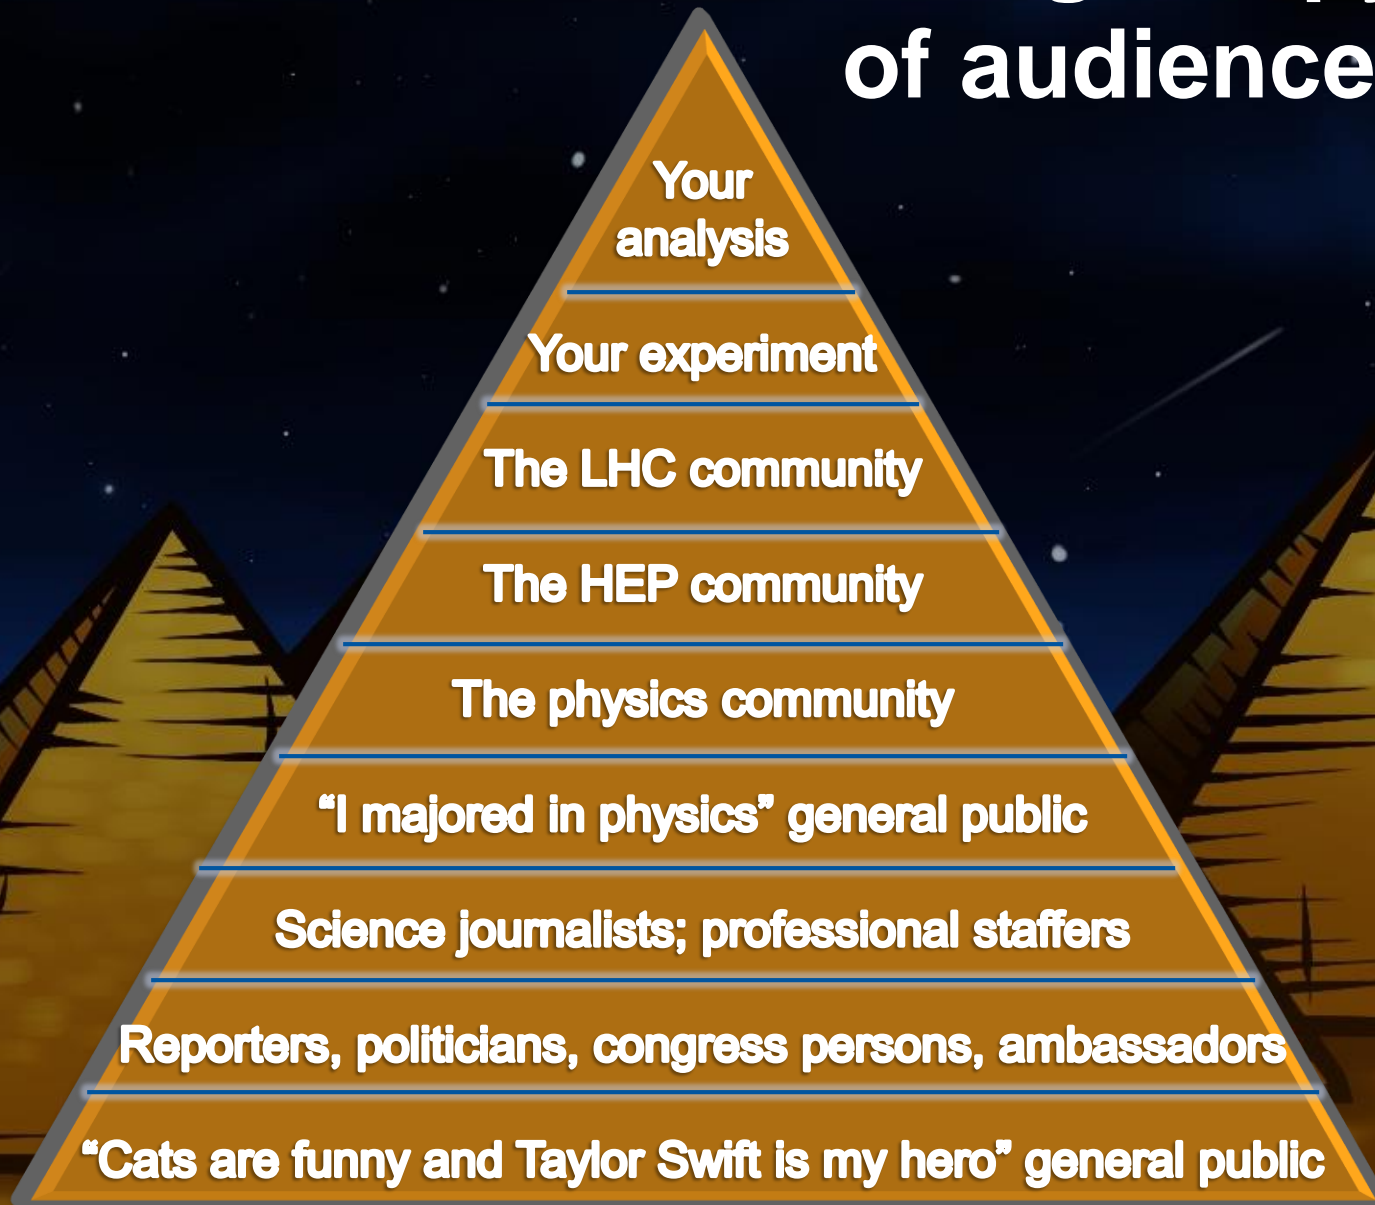 of audience
Your
analysis
Your experiment
The LHC community
The HEP community
The physics community
“I majored in physics” general public
Science journalists; professional staffers
Reporters, politicians, congress persons, ambassadors
“Cats are funny and Taylor Swift is my hero” general public